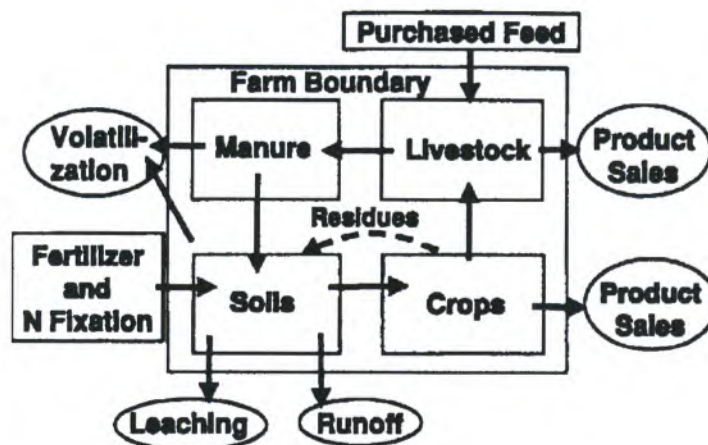 Purchased Feed
Farm Boundary
Volatili-
zation
Manure
Livestock
Product
Sales
Residues
Fertilizer
and
N Fixation
Soils
Crops
Product
Sales
Leaching
Runoff